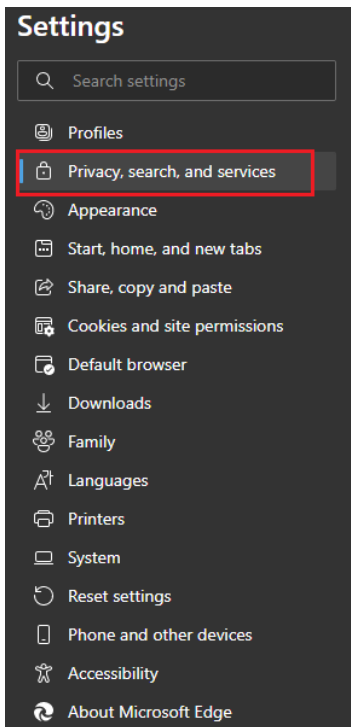 Settings
Search settings
Profiles
Privacy, search, and services
Appearance
Start, home, and new tabs
Share, copy and paste
Cookies and site permissions
Default browser
Downloads
Family
Languages
Printers
System
Reset settings
Phone and other devices
Accessibility
About Microsoft Edge